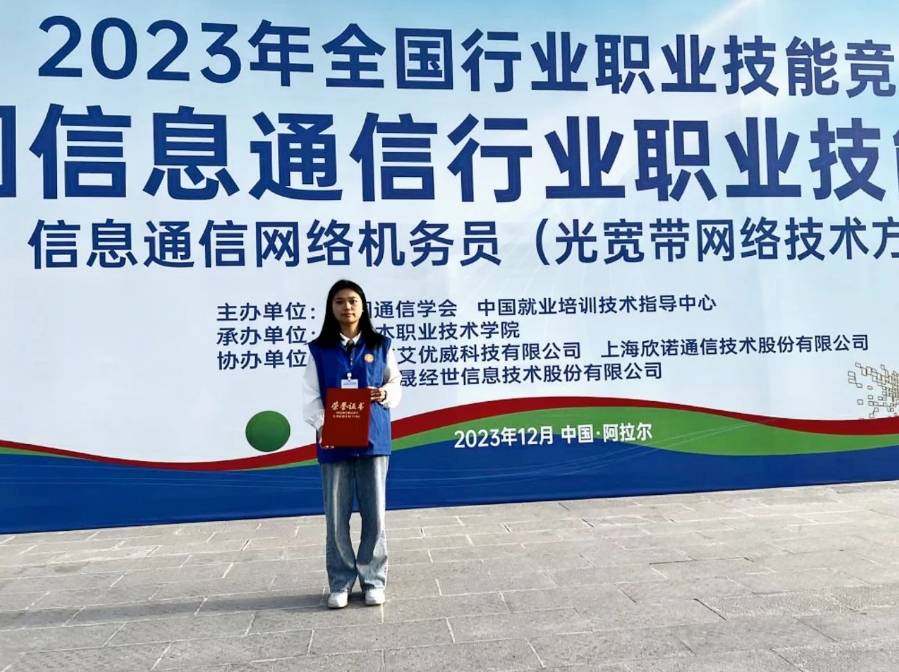 2023年全国行业职业技能竞
信息通信行业职业技能
信息通信网络机务员（光宽带网络技术方
主办单位：国通信学会 中国就业培训技术指导中心
承办单位：本职业技术学院
协办单位 艾优威科技有限公司 上海欣诺通信技术股份有限公司
晟经世信息技术股份有限公司
荣誉证书
2023年12月 中国·阿拉尔